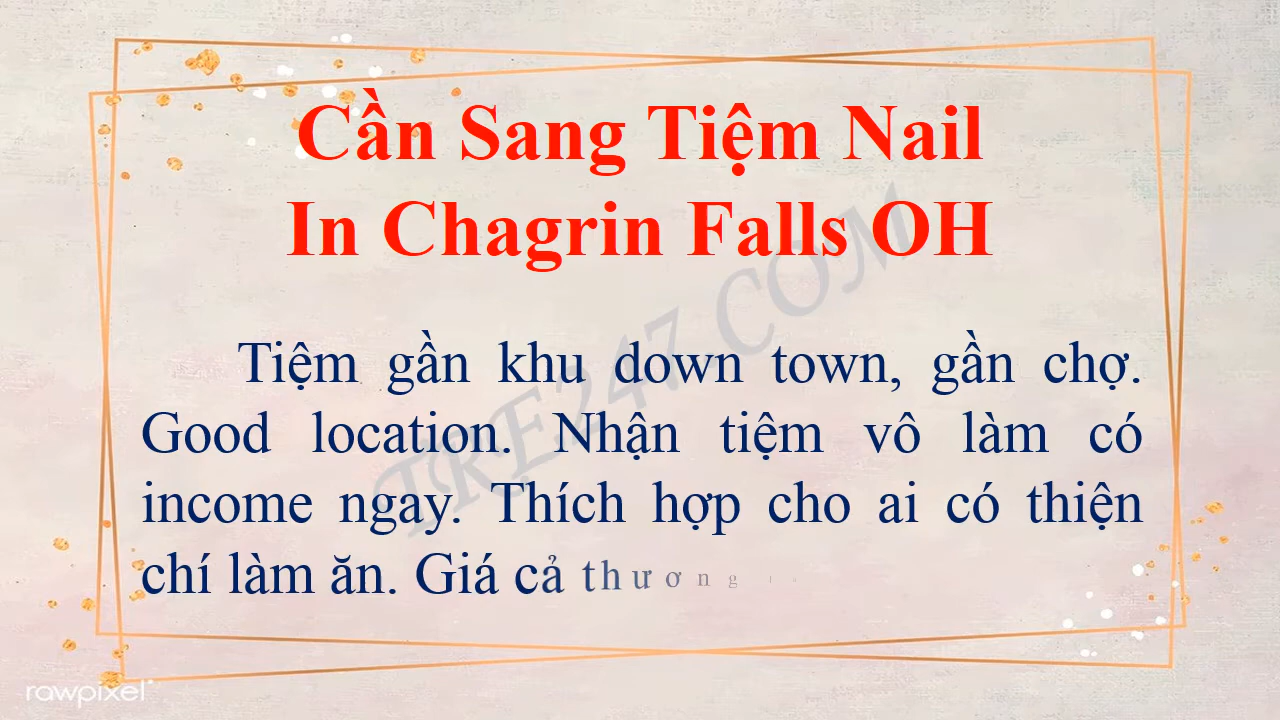 Cần Sang Tiệm Nail
In Chagrin Falls OH
Tiệm gần khu down town, gần chợ.
Good location. Nhận tiệm vô làm có
income ngay. Thích hợp cho ai có thiện
chí làm ăn. Giá cả thương
TRE247.COM
rawpixel